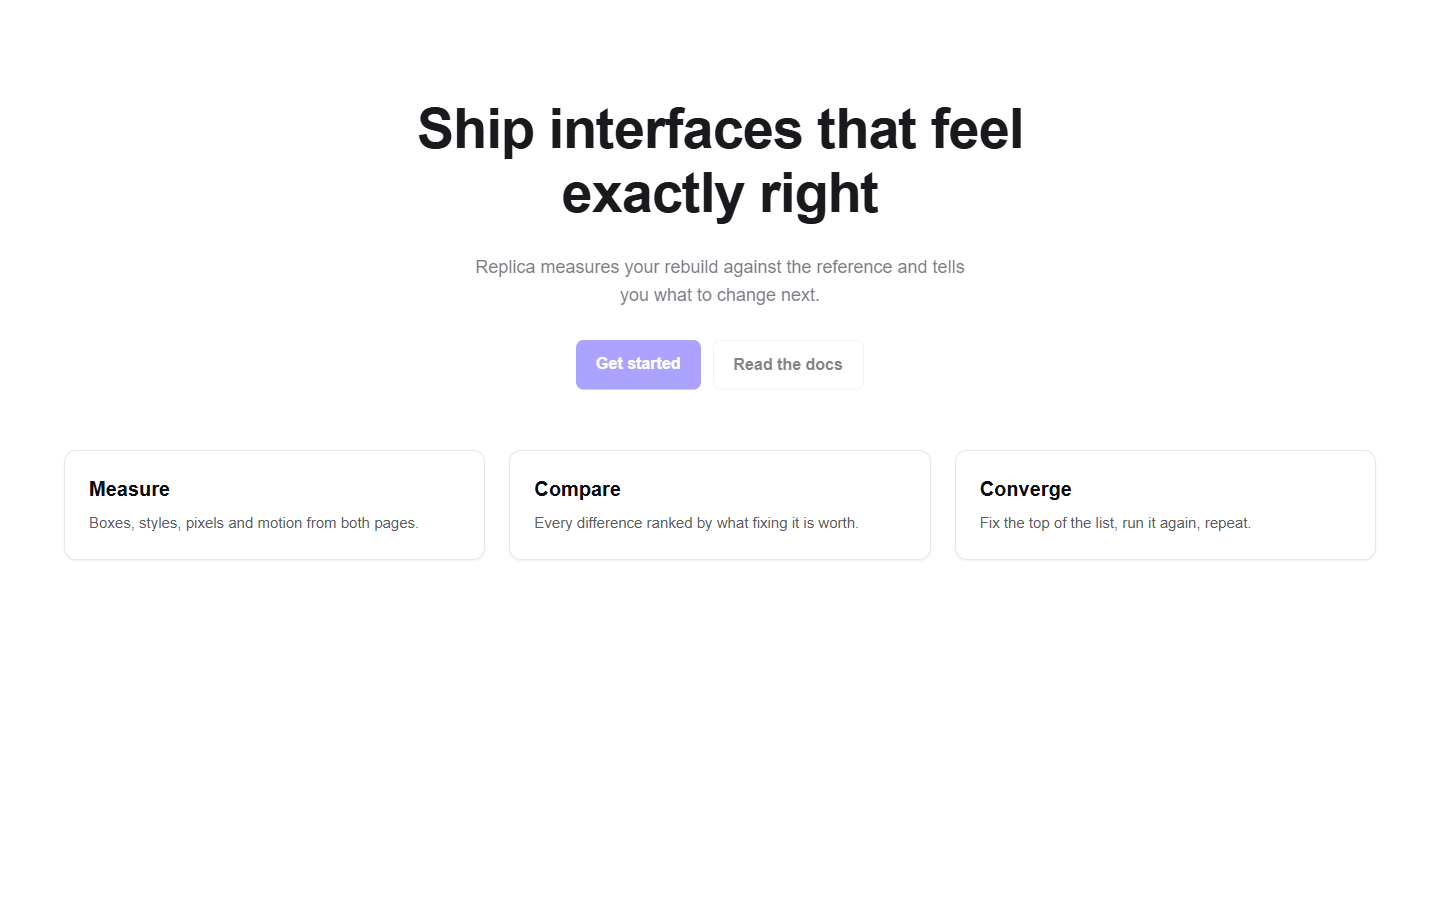 Ship interfaces that feel
exactly right
Replica measures your rebuild against the reference and tells
you what to change next.
Get started
Read the docs
Measure
Boxes, styles, pixels and motion from both pages.
Compare
Every difference ranked by what fixing it is worth.
Converge
Fix the top of the list, run it again, repeat.